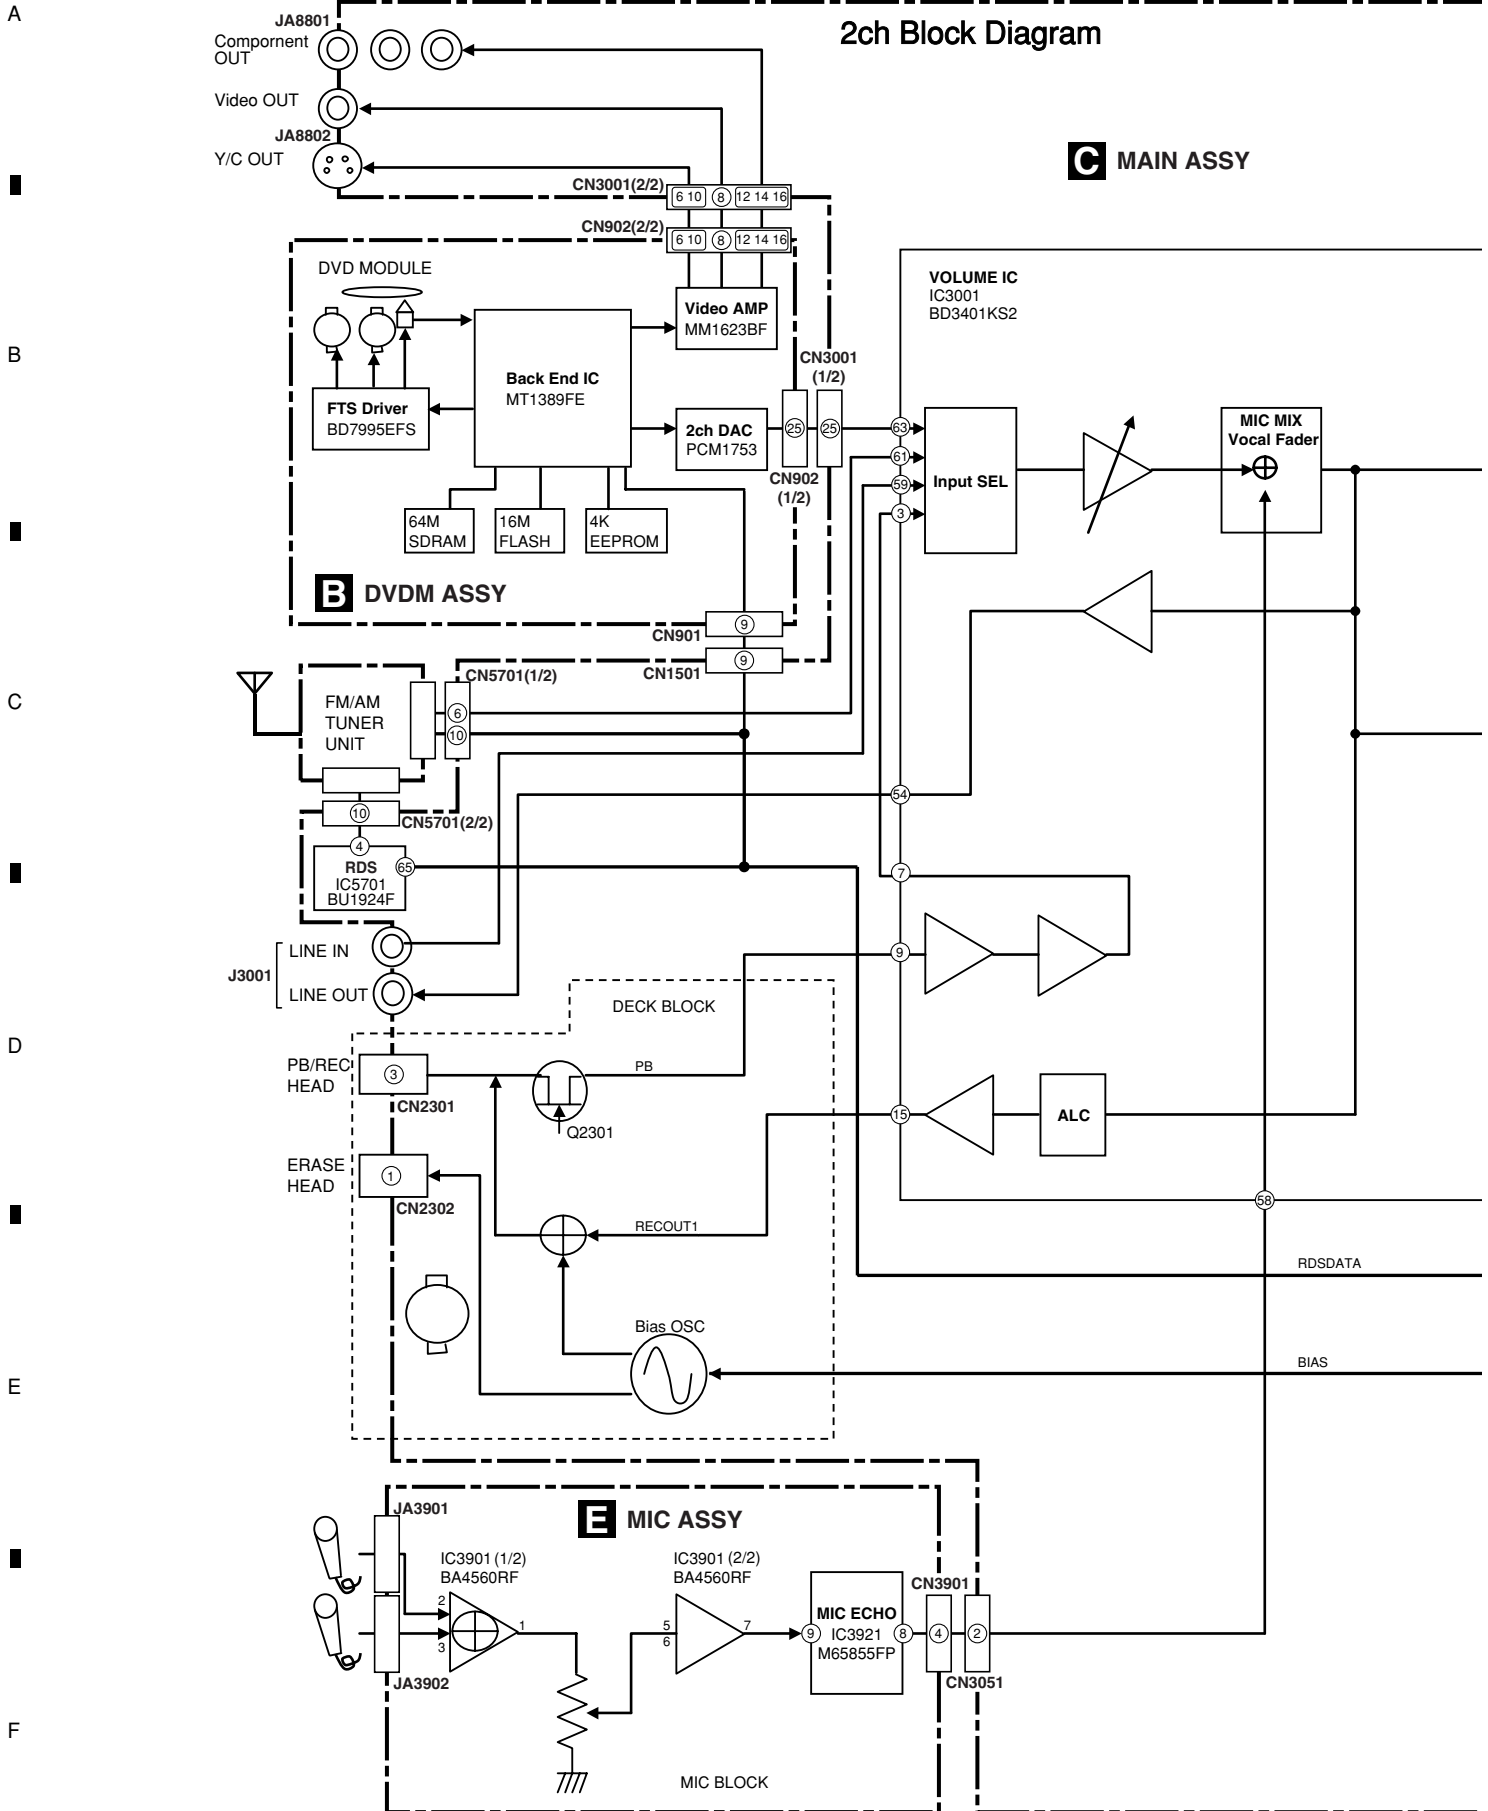 A
JA8801
Compornent
OUT
2ch Block Diagram
Video OUT
JA8802
Y/C OUT
C MAIN ASSY
CN3001(2/2)
6 10 8 12 14 16
CN902(2/2)
6 10 8 12 14 16
DVD MODULE
VOLUME IC
IC3001
BD3401KS2
Video AMP
MM1623BF
B
CN3001
(1/2)
Back End IC
MT1389FE
FTS Driver
BD7995EFS
2ch DAC
PCM1753
25
25
63
61
59
3
Input SEL
MIC MIX
Vocal Fader
CN902
(1/2)
64M
SDRAM
16M
FLASH
4K
EEPROM
B DVDM ASSY
9
CN901
9
CN1501
CN5701(1/2)
C
FM/AM
TUNER
UNIT
6
10
54
10
CN5701(2/2)
4
RDS
IC5701
BU1924F
65
7
LINE IN
J3001
LINE OUT
9
DECK BLOCK
D
PB/REC
HEAD
3
CN2301
PB
Q2301
15
ALC
ERASE
HEAD
1
CN2302
58
RECOUT1
RDSDATA
Bias OSC
BIAS
E
E MIC ASSY
JA3901
IC3901 (1/2)
BA4560RF
IC3901 (2/2)
BA4560RF
CN3901
2
3
1
5
6
7
9
MIC ECHO
IC3921
M65855FP
8
4
2
JA3902
CN3051
F
MIC BLOCK